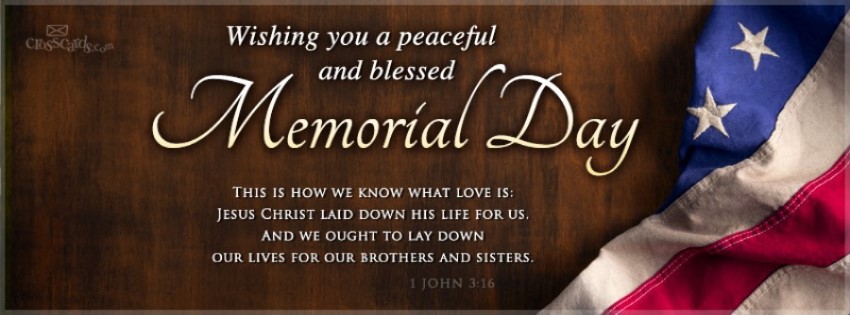 CrossCards.com
Wishing you a peaceful
and blessed
Memorial Day
This is how we know what love is:
Jesus Christ laid down his life for us.
And we ought to lay down
our lives for our brothers and sisters.
1 John 3:16